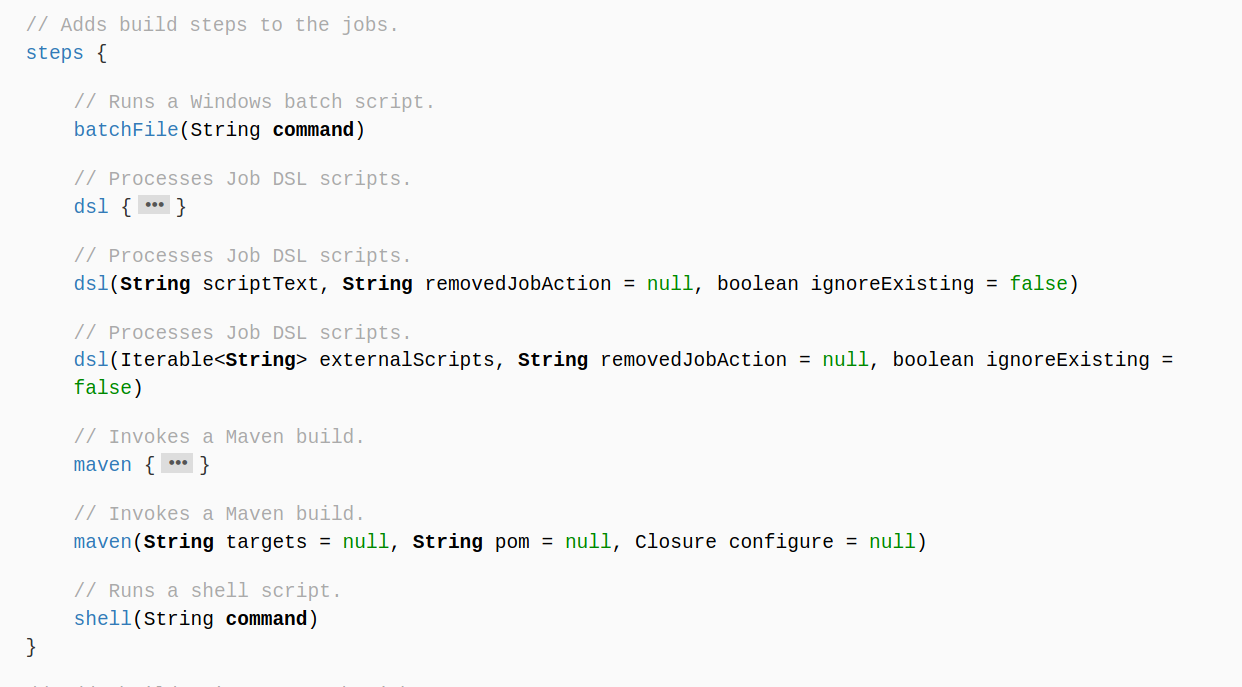 // Adds build steps to the jobs.
steps {
// Runs a Windows batch script.
batchFile(String command)
// Processes Job DSL scripts.
dsl { ••• }
// Processes Job DSL scripts.
dsl(String scriptText, String removedJobAction = null, boolean ignoreExisting = false)
// Processes Job DSL scripts.
dsl(Iterable<String> externalScripts, String removedJobAction = null, boolean ignoreExisting =
false)
// Invokes a Maven build.
maven { ••• }
// Invokes a Maven build.
maven(String targets = null, String pom = null, Closure configure = null)
// Runs a shell script.
shell(String command)
}